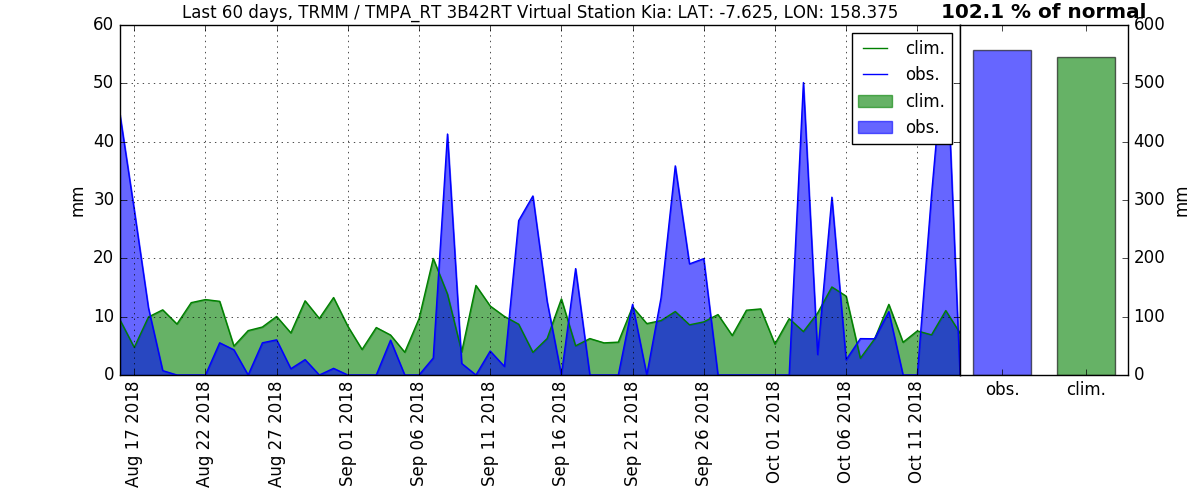 Last 60 days, TRMM / TMPA_RT 3B42RT Virtual Station Kia: LAT: -7.625, LON: 158.375
102.1 % of normal
mm
60
50
40
30
20
10
0
clim.
obs.
clim.
obs.
600
500
400
300
200
100
0
mm
Aug 17 2018
Aug 22 2018
Aug 27 2018
Sep 01 2018
Sep 06 2018
Sep 11 2018
Sep 16 2018
Sep 21 2018
Sep 26 2018
Oct 01 2018
Oct 06 2018
Oct 11 2018
obs.
clim.